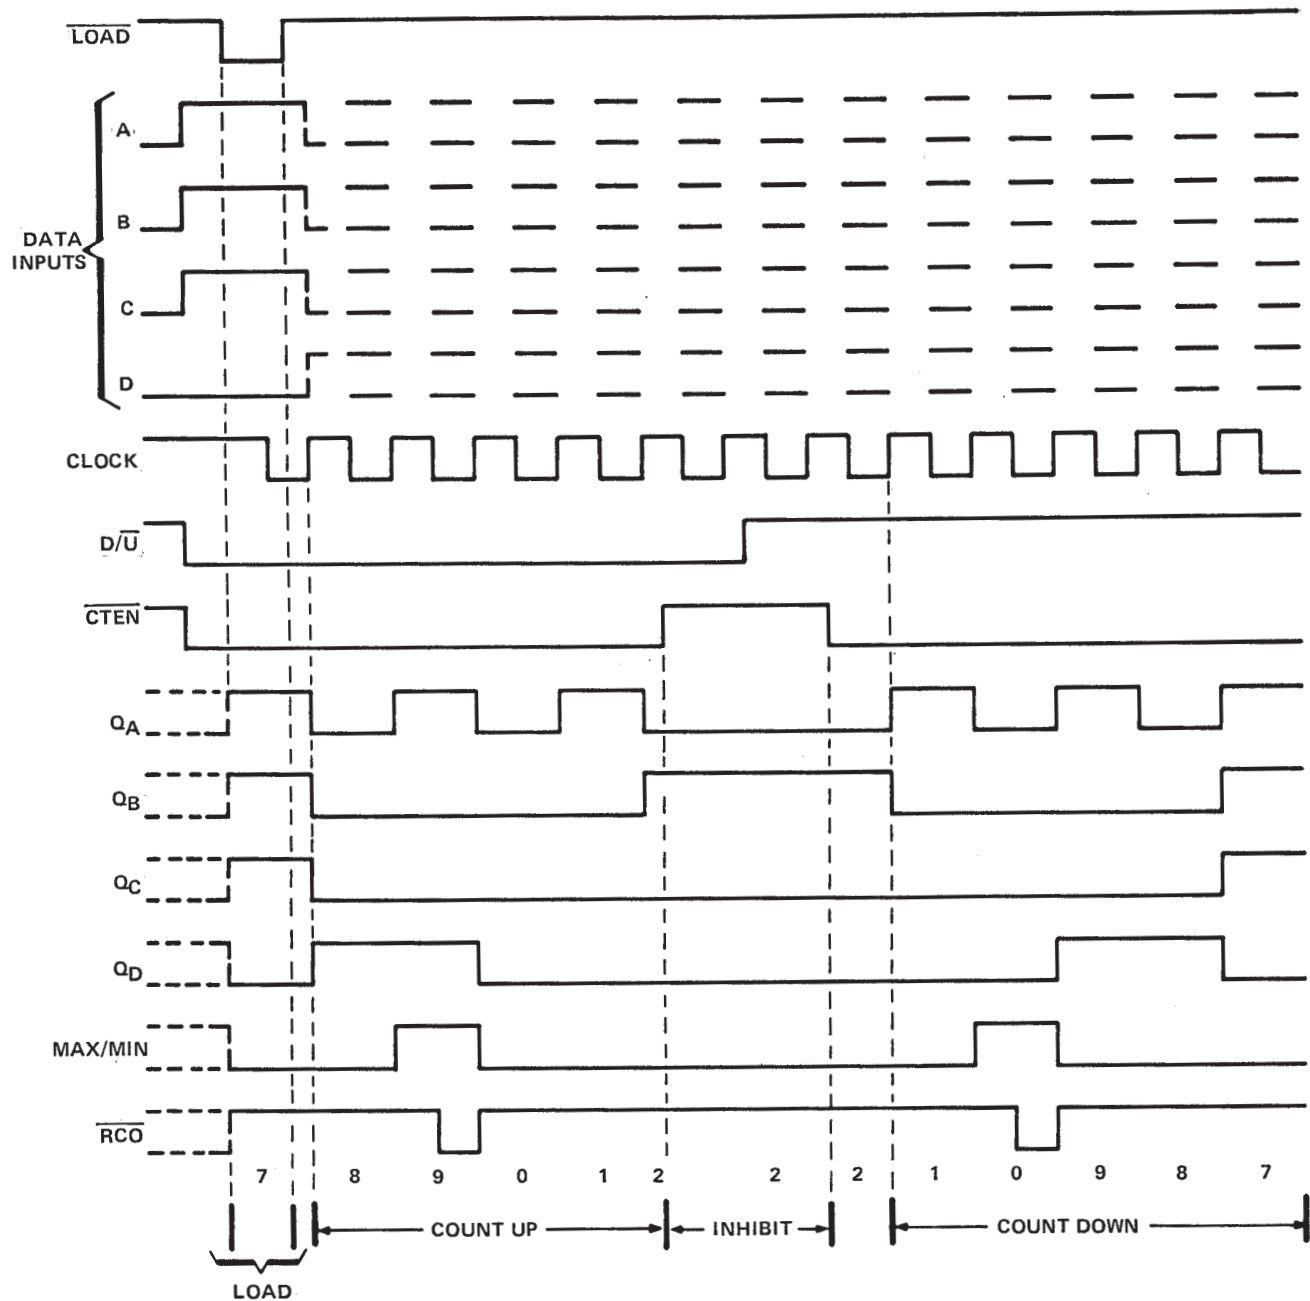 LOAD
A
B
DATA
INPUTS
C
D
CLOCK
D/U
CTEN
QA
QB
QC
QD
MAX/MIN
RCO
7 8 9 0 1 2 2 2 1 0 9 8 7
COUNT UP INHIBIT COUNT DOWN
LOAD